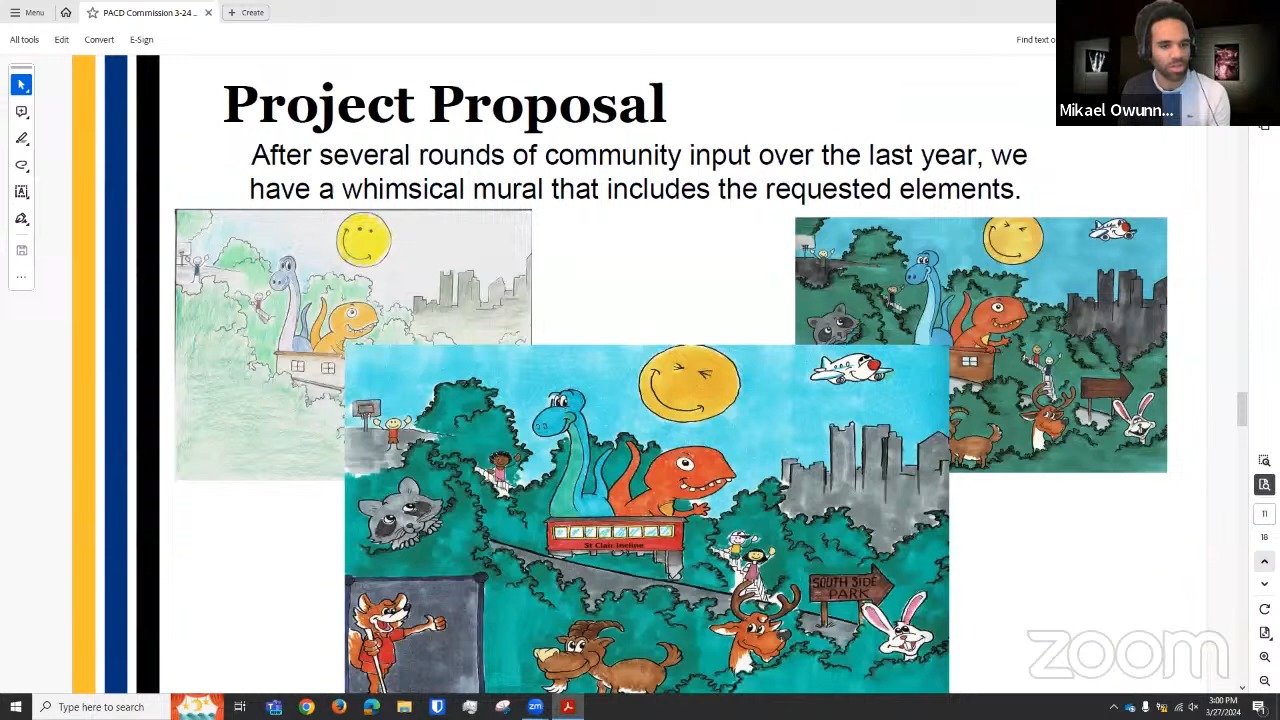 Menu
PACD Commission 3-24 ...
Create
All tools
Edit
Convert
E-Sign
Find text o
Mikael Owunn...
Project Proposal
After several rounds of community input over the last year, we
have a whimsical mural that includes the requested elements.
St Clair Incline
SOUTH SIDE
PARK
11
18
zoom
Type here to search
3:00 PM
3/27/2024